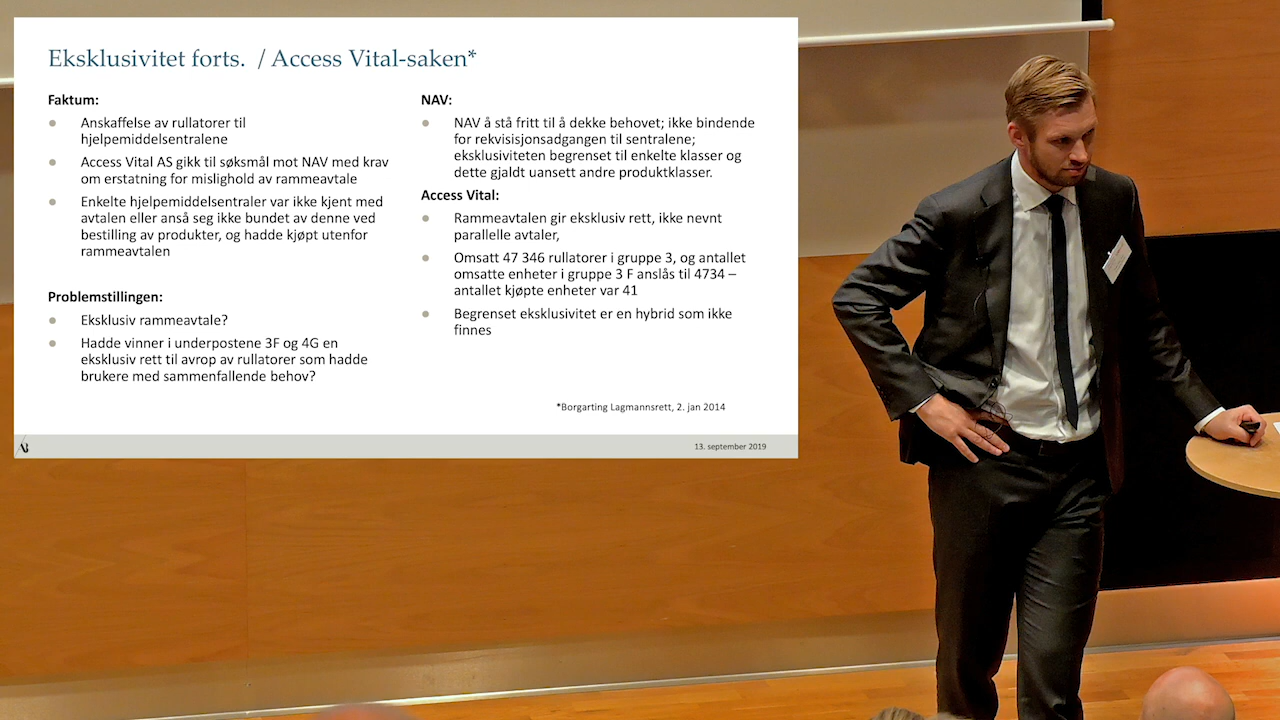 Eksklusivitet forts. / Access Vital-saken*
Faktum:
Anskaffelse av rullatorer til
hjelpemiddelsentralene
Access Vital AS gikk til søksmål mot NAV med krav
om erstatning for mislighold av rammeavtale
Enkelte hjelpemiddelsentraler var ikke kjent med
avtalen eller anså seg ikke bundet av denne ved
bestilling av produkter, og hadde kjøpt utenfor
rammeavtalen
Problemstillingen:
Eksklusiv rammeavtale?
Hadde vinner i underpostene 3F og 4G en
eksklusiv rett til avrop av rullatorer som hadde
brukere med sammenfallende behov?
NAV:
NAV å stå fritt til å dekke behovet; ikke bindende
for rekvisisjonsadgangen til sentralene;
eksklusiviteten begrenset til enkelte klasser og
dette gjaldt uansett andre produktklasser.
Access Vital:
Rammeavtalen gir eksklusiv rett, ikke nevnt
parallelle avtaler,
Omsatt 47 346 rullatorer i gruppe 3, og antallet
omsatte enheter i gruppe 3 F anslås til 4734 –
antallet kjøpte enheter var 41
Begrenset eksklusivitet er en hybrid som ikke
finnes
*Borgarting Lagmannsrett, 2. jan 2014
13. september 2019